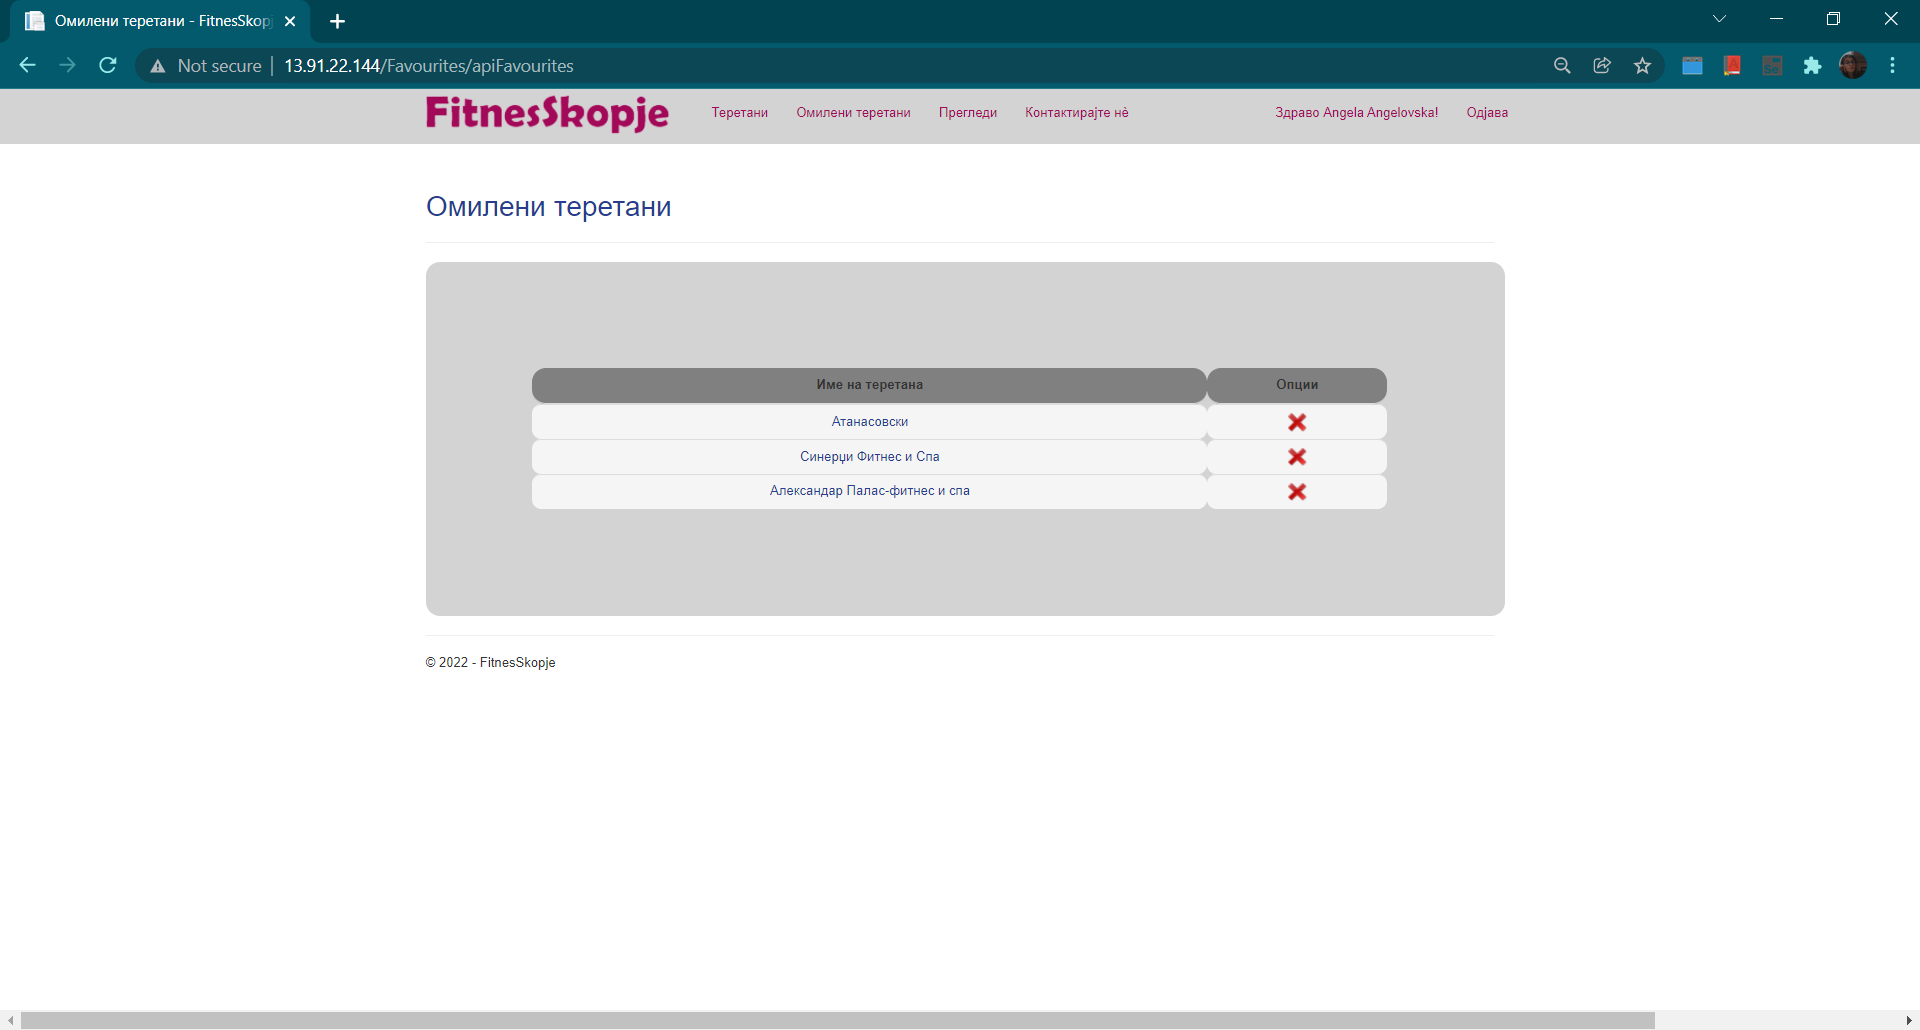 Омилени теретани - FitnesSkop
Not secure | 13.91.22.144/Favourites/apiFavourites
FitnesSkopje Теретани Омилени теретани Прегледи Контактирајте нѐ Здраво Angela Angelovska! Одјава
Омилени теретани
Име на теретана Опции
Атанасовски
Синерџи Фитнес и Спа
Александар Палас-фитнес и спа
© 2022 - FitnesSkopje